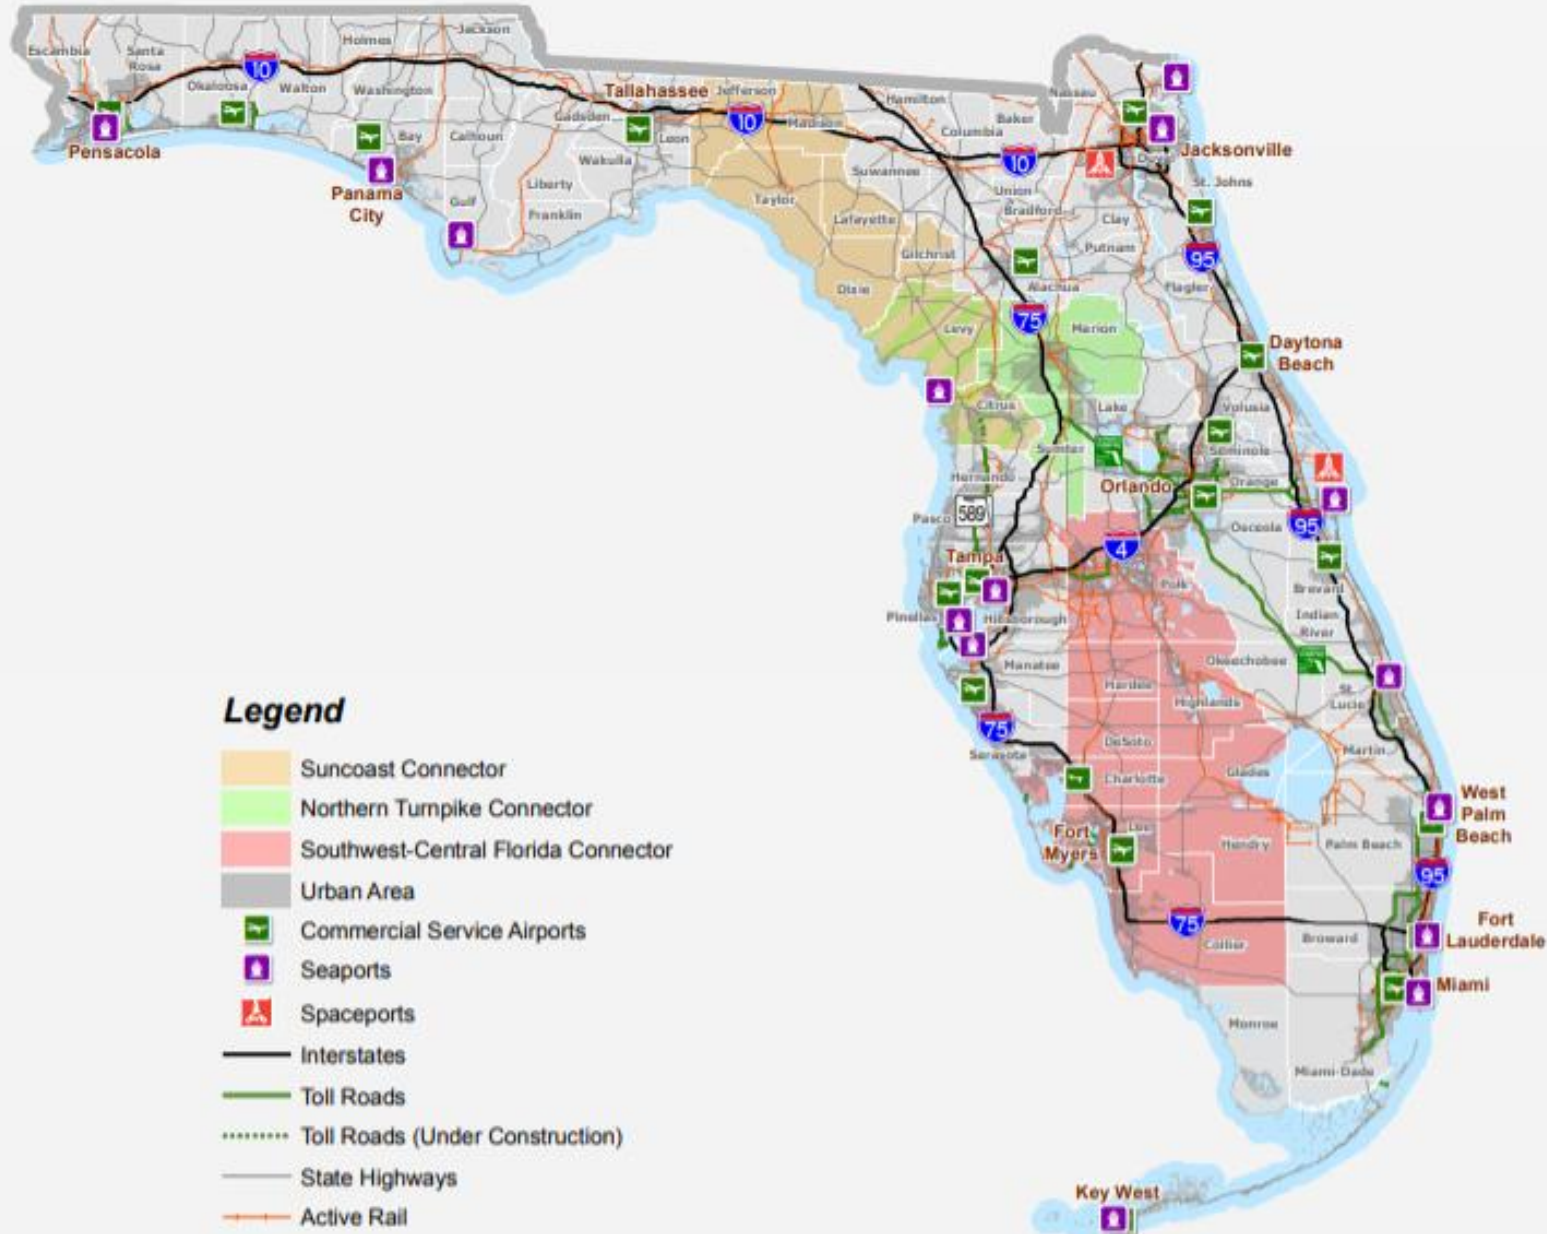 Escambia
Santa
Rosa
Okaloosa
10
Walton
Holmes
Jackson
Washington
Bay
Calhoun
Gadsden
Tallahassee
Leon
Wakulla
Liberty
Gulf
Franklin
Pensacola
Panama
City
Jefferson
10
Madison
Hamilton
Columbia
Baker
Nassau
10
Suwannee
Union
Bradford
Jacksonville
St. Johns
Clay
Putnam
Taylor
Lafayette
Gilchrist
Dixie
Alachua
95
Flagler
Levy
75
Marion
Daytona
Beach
Citrus
Lake
Volusia
Sumter
Seminole
Hernando
Orlando
Orange
Pasco
589
Osceola
95
Tampa
4
Polk
Brevard
Pinellas
Hillsborough
Indian
River
Manatee
Okeechobee
Hardee
Highlands
St.
Lucie
75
Sarasota
DeSoto
Martin
Charlotte
Glades
West
Palm
Beach
Fort
Myers
Lee
Hendry
Palm Beach
95
75
Collier
Broward
Fort
Lauderdale
Miami
Monroe
Miami-Dade
Key West
Legend
Suncoast Connector
Northern Turnpike Connector
Southwest-Central Florida Connector
Urban Area
Commercial Service Airports
Seaports
Spaceports
Interstates
Toll Roads
Toll Roads (Under Construction)
State Highways
Active Rail